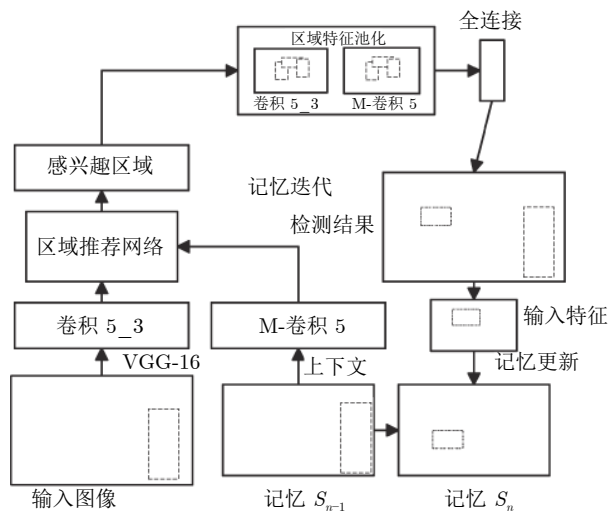 全连接
区域特征池化
卷积 5_3
M-卷积 5
感兴趣区域
记忆迭代
检测结果
区域推荐网络
卷积 5_3
M-卷积 5
输入特征
VGG-16
上下文
记忆更新
输入图像
记忆 Sn−1
记忆 Sn